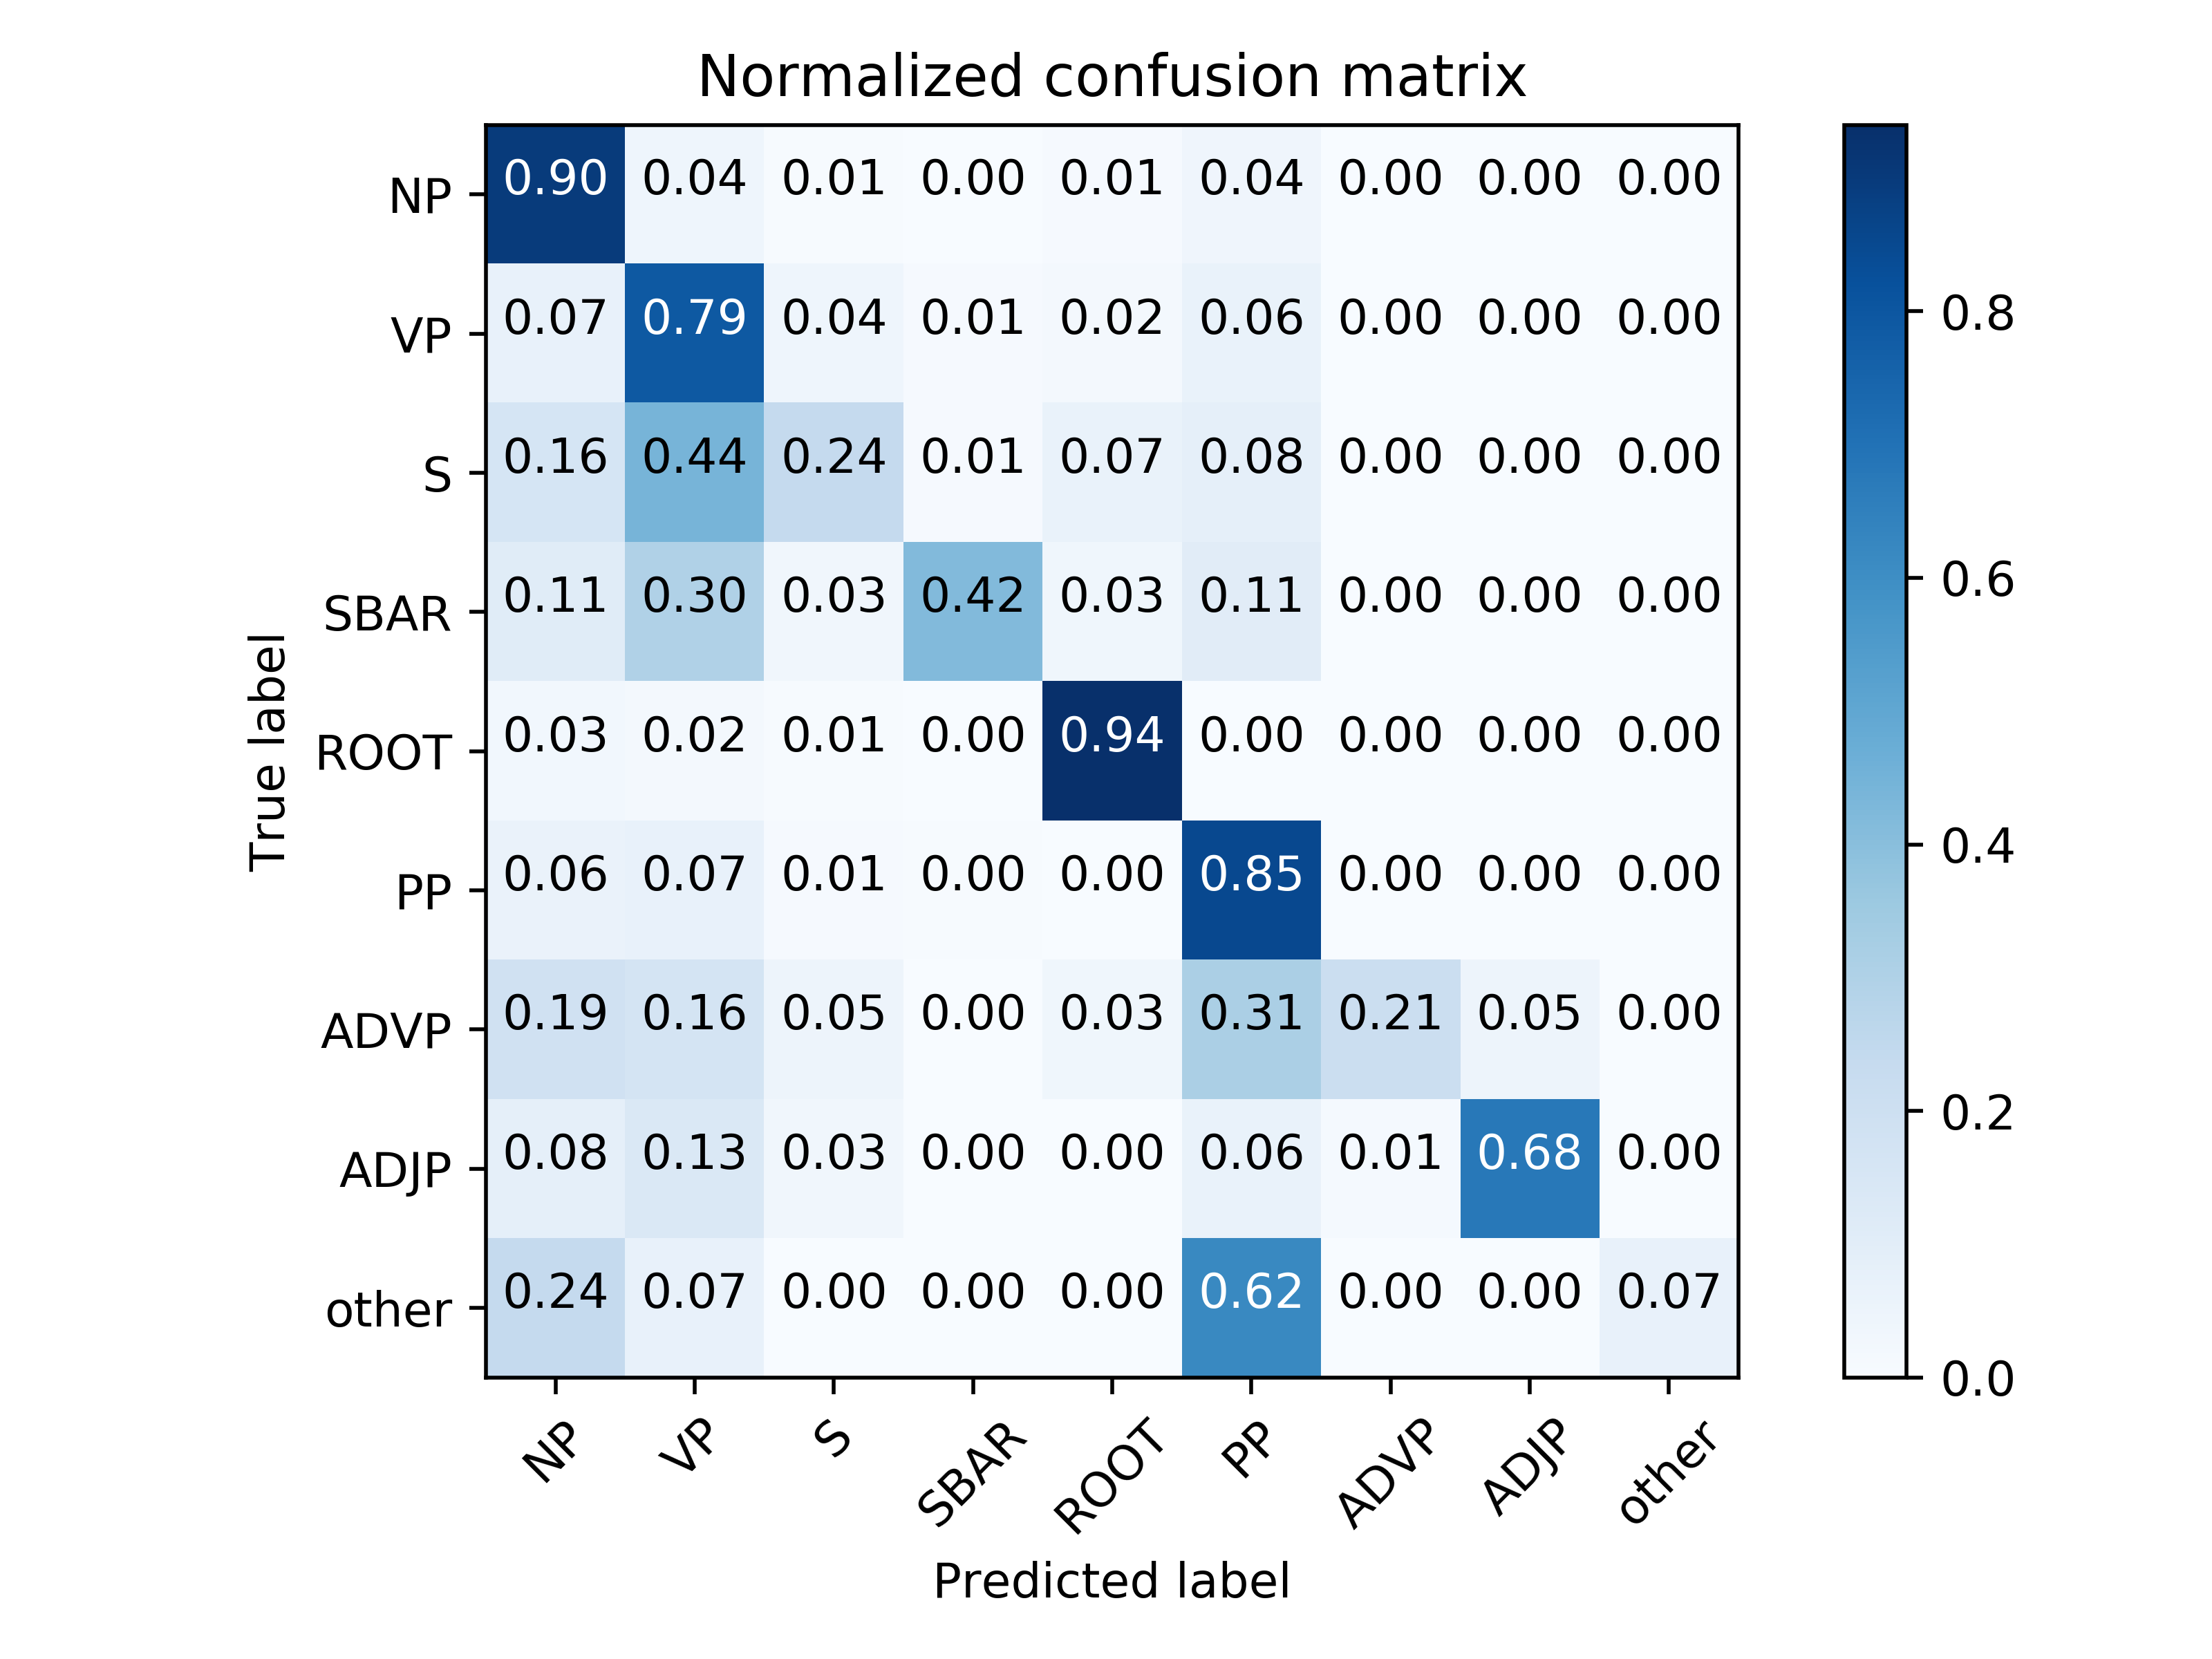 Normalized confusion matrix
NP 0.90 0.04 0.01 0.00 0.01 0.04 0.00 0.00 0.00
VP 0.07 0.79 0.04 0.01 0.02 0.06 0.00 0.00 0.00
S 0.16 0.44 0.24 0.01 0.07 0.08 0.00 0.00 0.00
SBAR 0.11 0.30 0.03 0.42 0.03 0.11 0.00 0.00 0.00
ROOT 0.03 0.02 0.01 0.00 0.94 0.00 0.00 0.00 0.00
PP 0.06 0.07 0.01 0.00 0.00 0.85 0.00 0.00 0.00
ADVP 0.19 0.16 0.05 0.00 0.03 0.31 0.21 0.05 0.00
ADJP 0.08 0.13 0.03 0.00 0.00 0.06 0.01 0.68 0.00
other 0.24 0.07 0.00 0.00 0.00 0.62 0.00 0.00 0.07
NP VP S SBAR ROOT PP ADVP ADJP other
Predicted label
True label
0.8
0.6
0.4
0.2
0.0